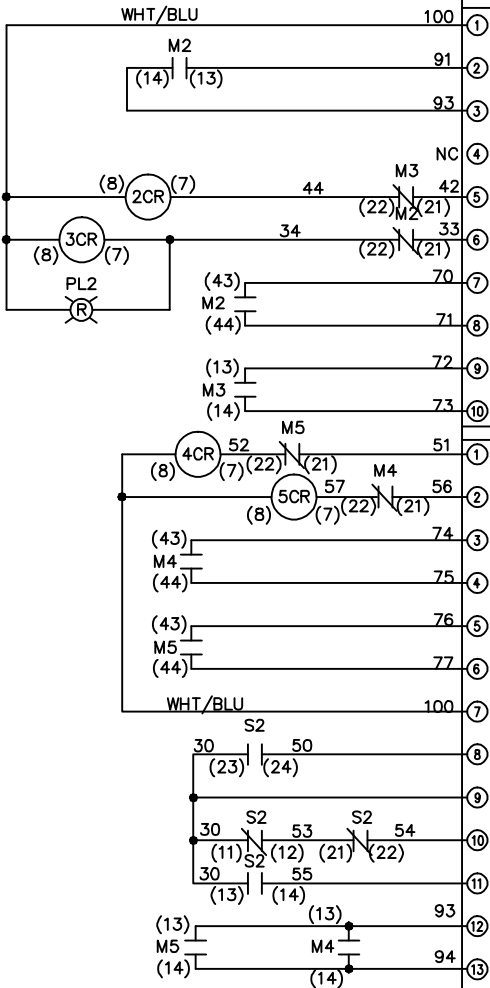 WHT/BLU 100 1
M2
(14) (13) 91 2
93 3
NC 4
M3
(8) 2CR (7) 44 (22) (21) 42 5
M2
(8) 3CR (7) 34 (22) (21) 33 6
PL2
R
(43) 70 7
M2
(44) 71 8
(13) 72 9
M3
(14) 73 10
M5
(8) 4CR (7) 52 (22) (21) 51 1
M4
(8) 5CR (7) 57 (22) (21) 56 2
(43) 74 3
M4
(44) 75 4
(43) 76 5
M5
(44) 77 6
WHT/BLU 100 7
S2
30 (23) (24) 50 8
9
S2 S2
30 (11) (12) 53 (21) (22) 54 10
S2
30 (13) (14) 55 11
(13) (13) 93 12
M5 M4
(14) (14) 94 13